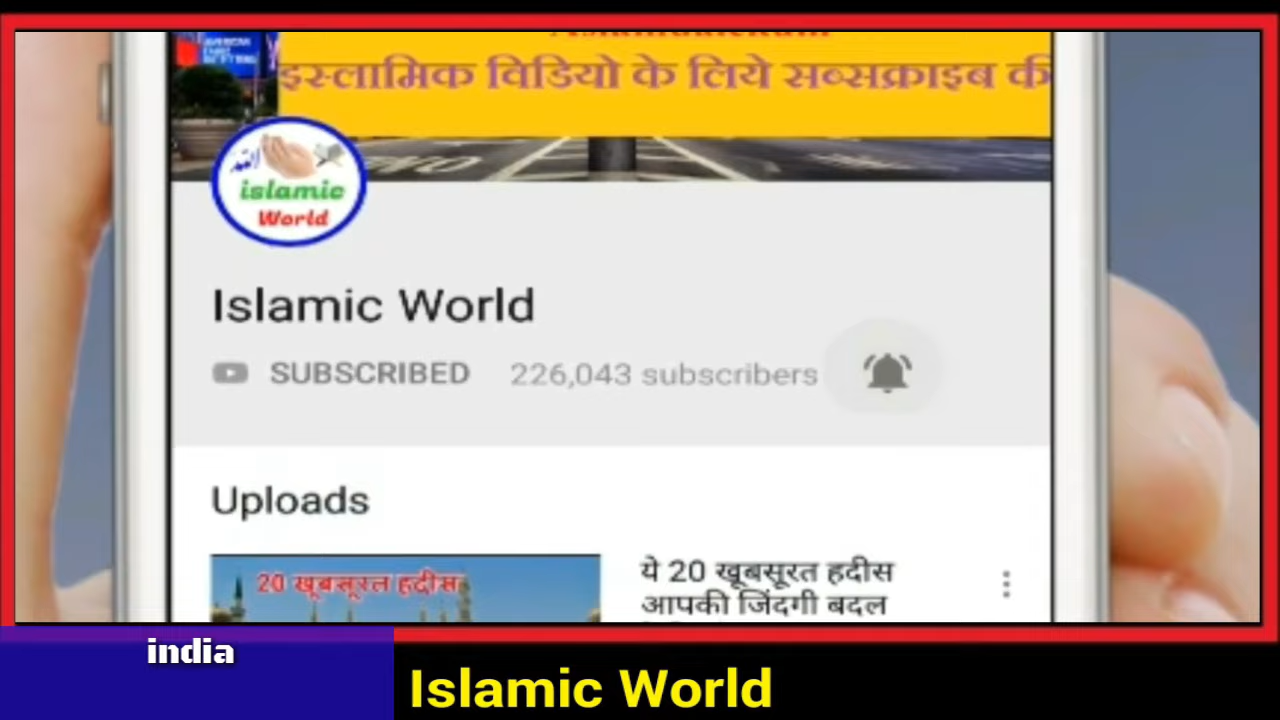 इस्लामिक विडियो के लिये सब्सक्राइब की
الله
islamic
World
Islamic World
SUBSCRIBED 226,043 subscribers
Uploads
20 खूबसूरत हदीस
ये 20 खूबसूरत हदीस
आपकी जिंदगी बदल
india
Islamic World